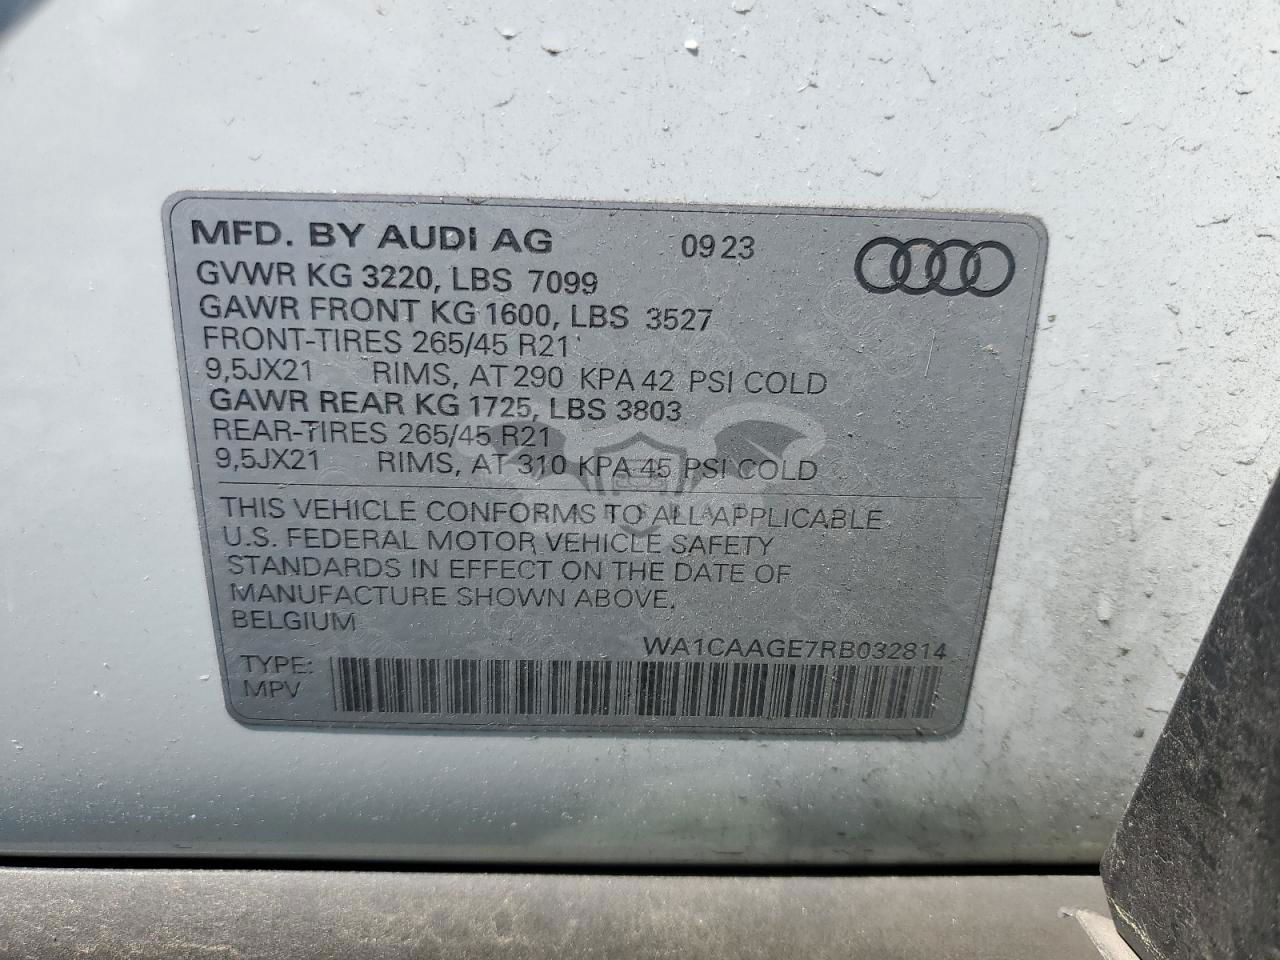 MFD. BY AUDI AG 09 23
GVWR KG 3220, LBS 7099
GAWR FRONT KG 1600, LBS 3527
FRONT-TIRES 265/45 R21
9,5JX21 RIMS, AT 290 KPA 42 PSI COLD
GAWR REAR KG 1725, LBS 3803
REAR-TIRES 265/45 R21
9,5JX21 RIMS, AT 310 KPA 45 PSI COLD
THIS VEHICLE CONFORMS TO ALL APPLICABLE
U.S. FEDERAL MOTOR VEHICLE SAFETY
STANDARDS IN EFFECT ON THE DATE OF
MANUFACTURE SHOWN ABOVE.
BELGIUM
WA1CAAGE7RB032814
TYPE:
MPV